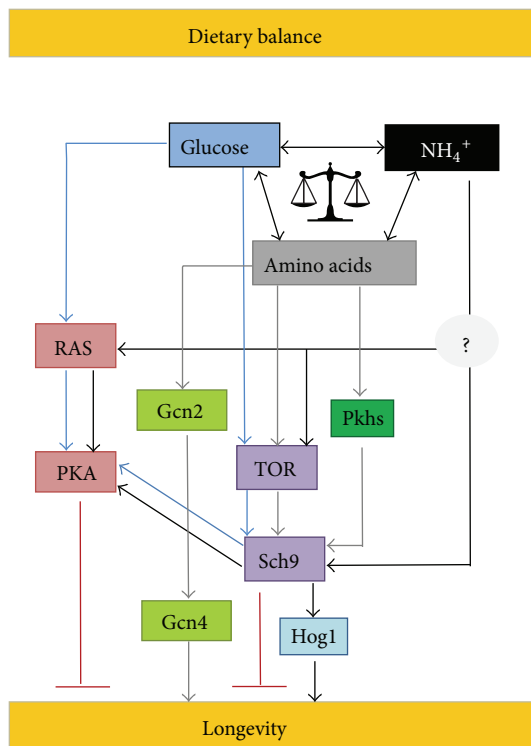 Dietary balance
Glucose
NH₄⁺
Amino acids
RAS
?
Gcn2
Pkhs
PKA
TOR
Sch9
Gcn4
Hog1
Longevity